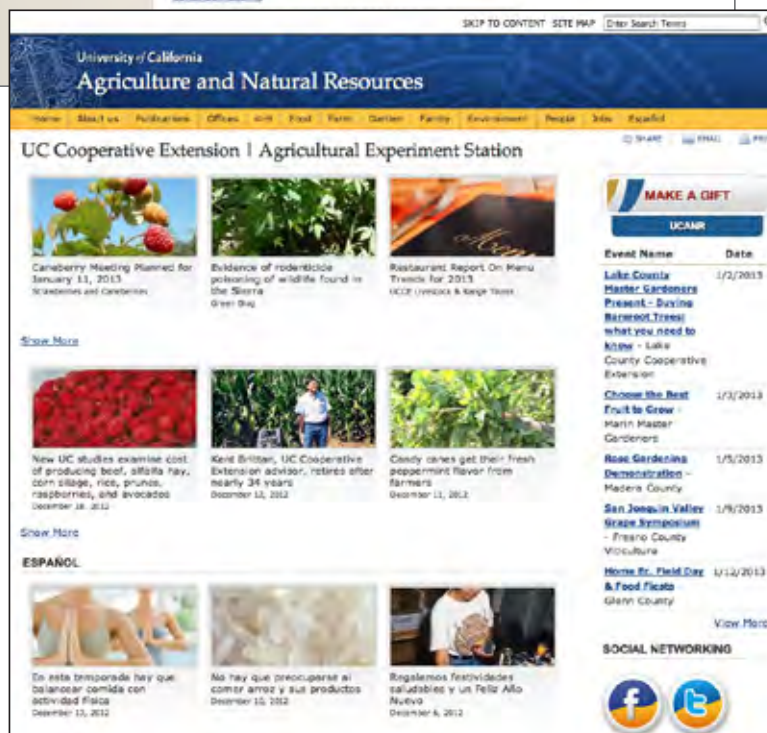 SKIP TO CONTENT SITE MAP Enter Search Terms
University of California
Agriculture and Natural Resources
Home About us Publications Offices 4-H Food Farm Garden Family Environment People Jobs Español
SHARE EMAIL
UC Cooperative Extension | Agricultural Experiment Station
Caneberry Meeting Planned for
January 11, 2013
Strawberries and Caneberries
Evidence of rodenticide
poisoning of wildlife found in
the Sierra
Green Blog
Menu
Restaurant Report On Menu
Trends for 2013
UCCE Livestock & Range Topics
Show More
New UC studies examine cost
of producing beef, alfalfa hay,
corn silage, rice, prunes,
raspberries, and avocados
December 18, 2012
Kent Brittan, UC Cooperative
Extension advisor, retires after
nearly 34 years
December 12, 2012
Candy canes get their fresh
peppermint flavor from
farmers
December 11, 2012
Show More
ESPAÑOL
En esta temporada hay que
balancear comida con
actividad física
December 13, 2012
No hay que preocuparse al
comer arroz y sus productos
December 10, 2012
Regalemos festividades
saludables y un Feliz Año
Nuevo
December 6, 2012
MAKE A GIFT
UCANR
Event Name Date
Lake County 1/2/2013
Master Gardeners
Present - Buying
Bareroot Trees:
what you need to
know - Lake
County Cooperative
Extension
Choose the Best 1/3/2013
Fruit to Grow -
Marin Master
Gardeners
Rose Gardening 1/5/2013
Demonstration -
Madera County
San Joaquin Valley 1/9/2013
Grape Symposium
- Fresno County
Viticulture
Home Ec. Field Day 1/12/2013
& Food Fiesta -
Glenn County
View More
SOCIAL NETWORKING